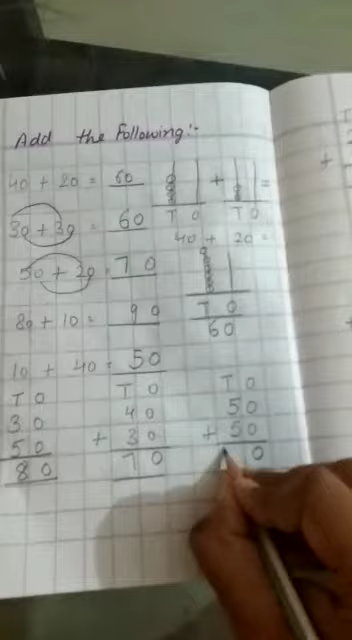 Add the following:-
40 + 20 = 60
+ =
T O T O
30 + 30 = 60
40 + 20 =
50 + 20 = 70
T O
60
80 + 10 = 90
10 + 40 = 50
T O T O T O
30 40 50
50 + 30 + 50
80 70 0